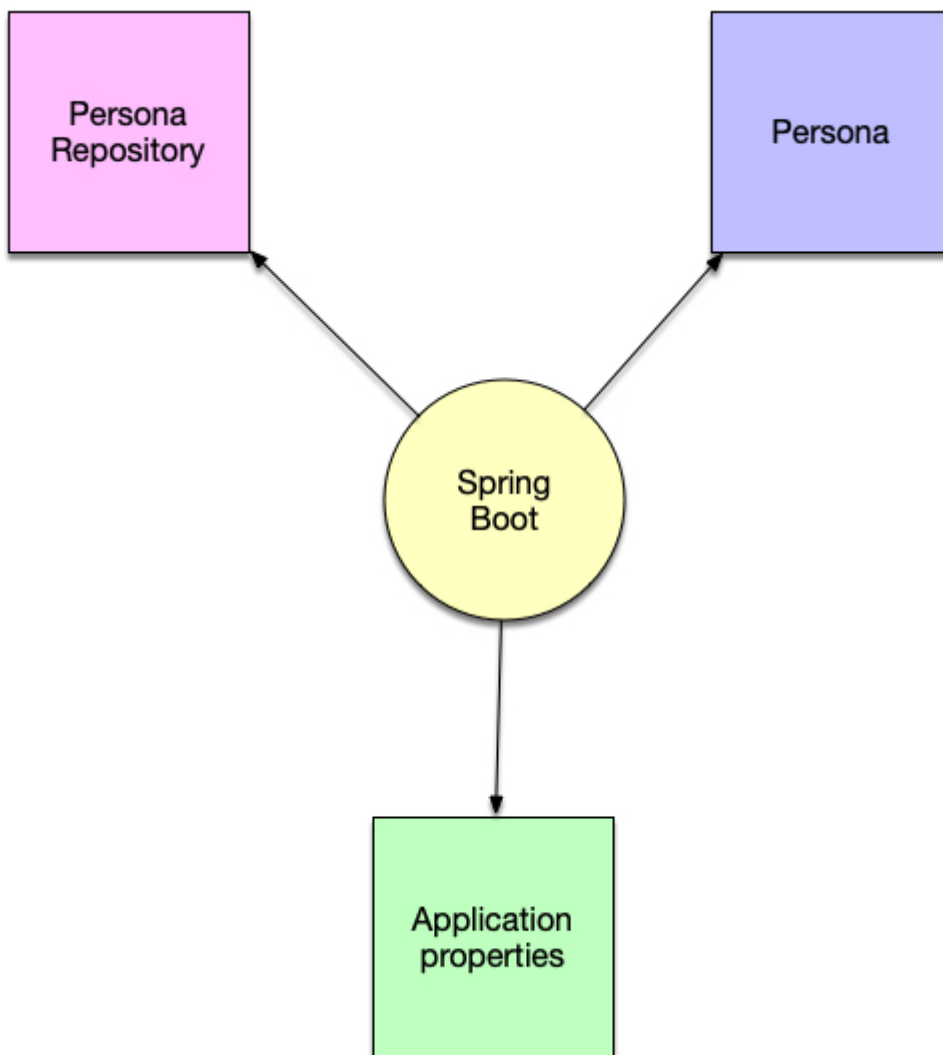 Persona
Repository
Persona
Spring
Boot
Application
properties